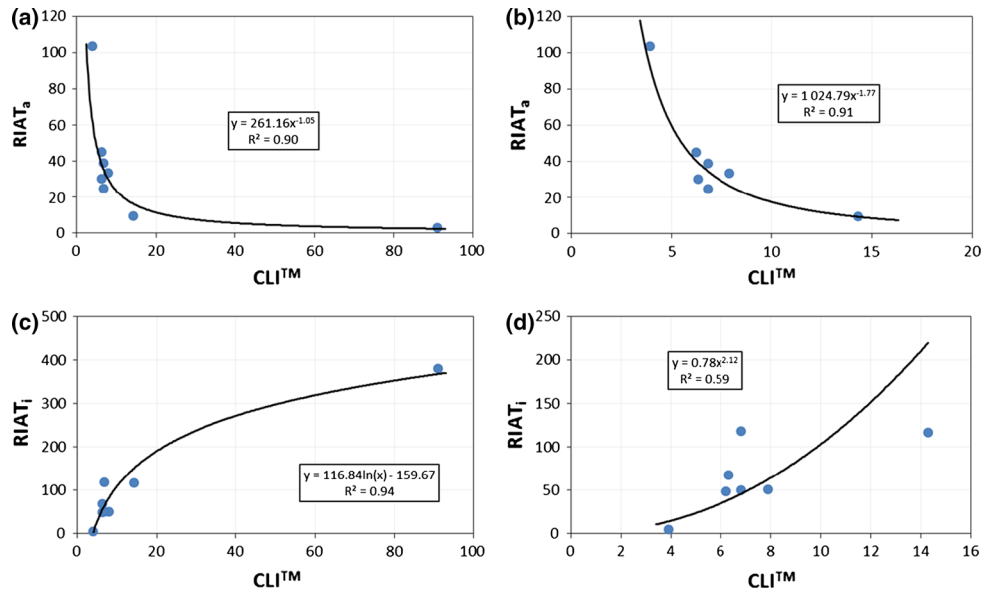 (a)
120
100
80
60
40
20
0
RIATₐ
y = 261.16x⁻¹·⁰⁵
R² = 0.90
0 20 40 60 80 100
CLI™
(b)
120
100
80
60
40
20
0
RIATₐ
y = 1 024.79x⁻¹·⁷⁷
R² = 0.91
0 5 10 15 20
CLI™
(c)
500
400
300
200
100
0
RIATᵢ
y = 116.84ln(x) - 159.67
R² = 0.94
0 20 40 60 80 100
CLI™
(d)
250
200
150
100
50
0
RIATᵢ
y = 0.78x²·¹²
R² = 0.59
0 2 4 6 8 10 12 14 16
CLI™